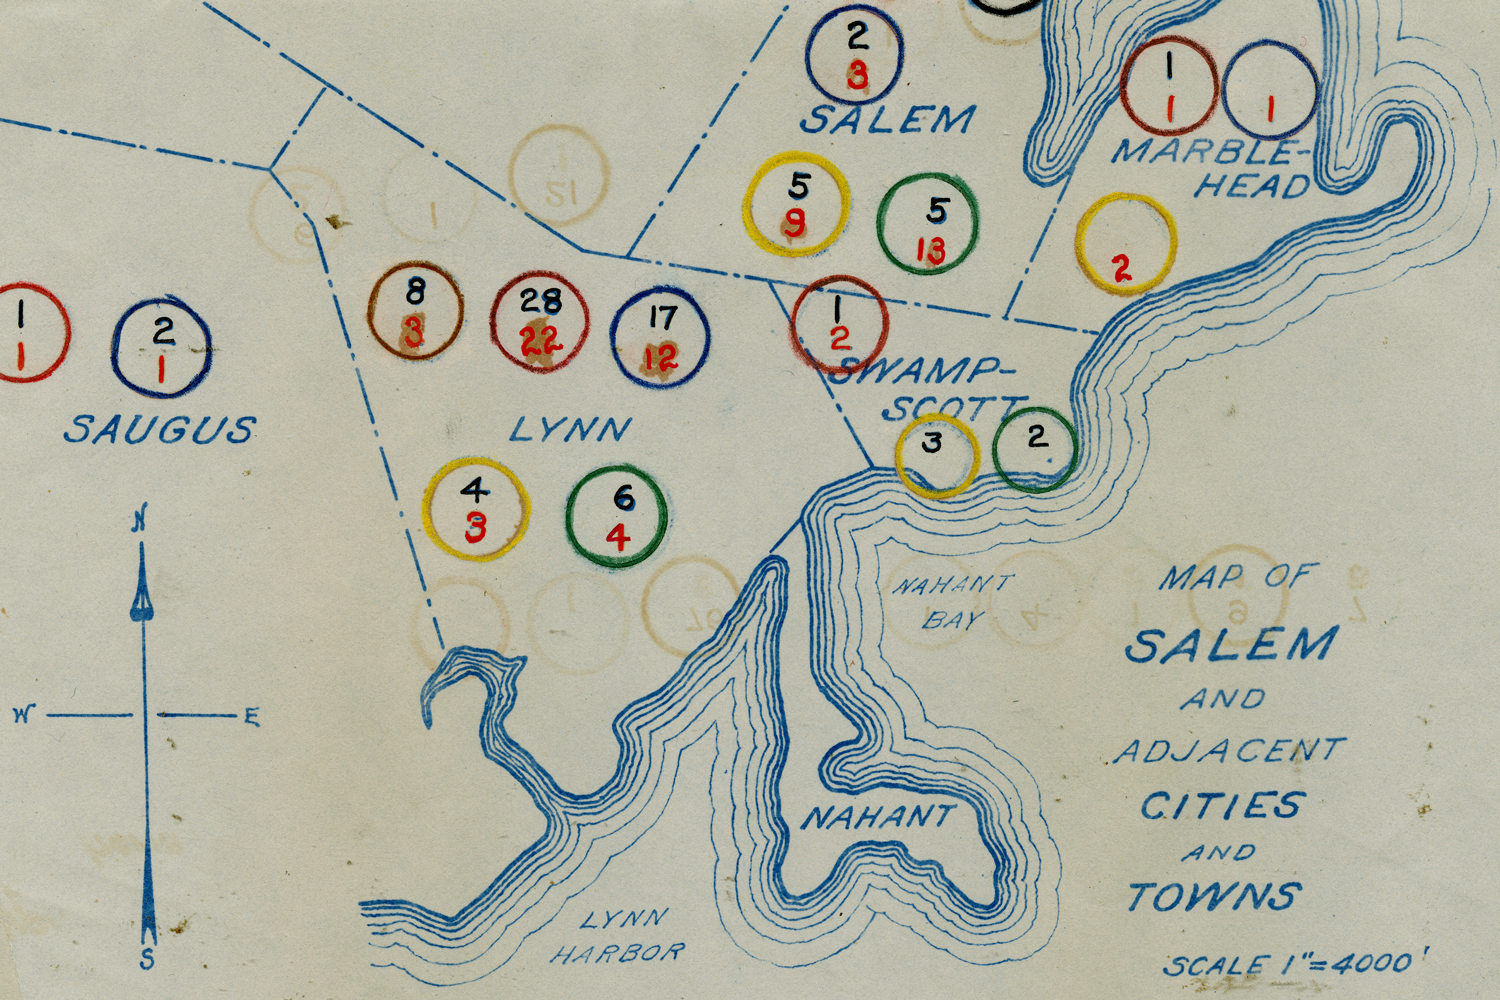 2
3
SALEM
1
1
1
MARBLE-
HEAD
5
9
5
13
2
1
1
2
1
SAUGUS
8
3
28
22
17
12
LYNN
4
3
6
4
1
2
SWAMP-
SCOTT
3
2
N
W
E
S
NAHANT
BAY
NAHANT
LYNN
HARBOR
MAP OF
SALEM
AND
ADJACENT
CITIES
AND
TOWNS
SCALE 1"=4000'